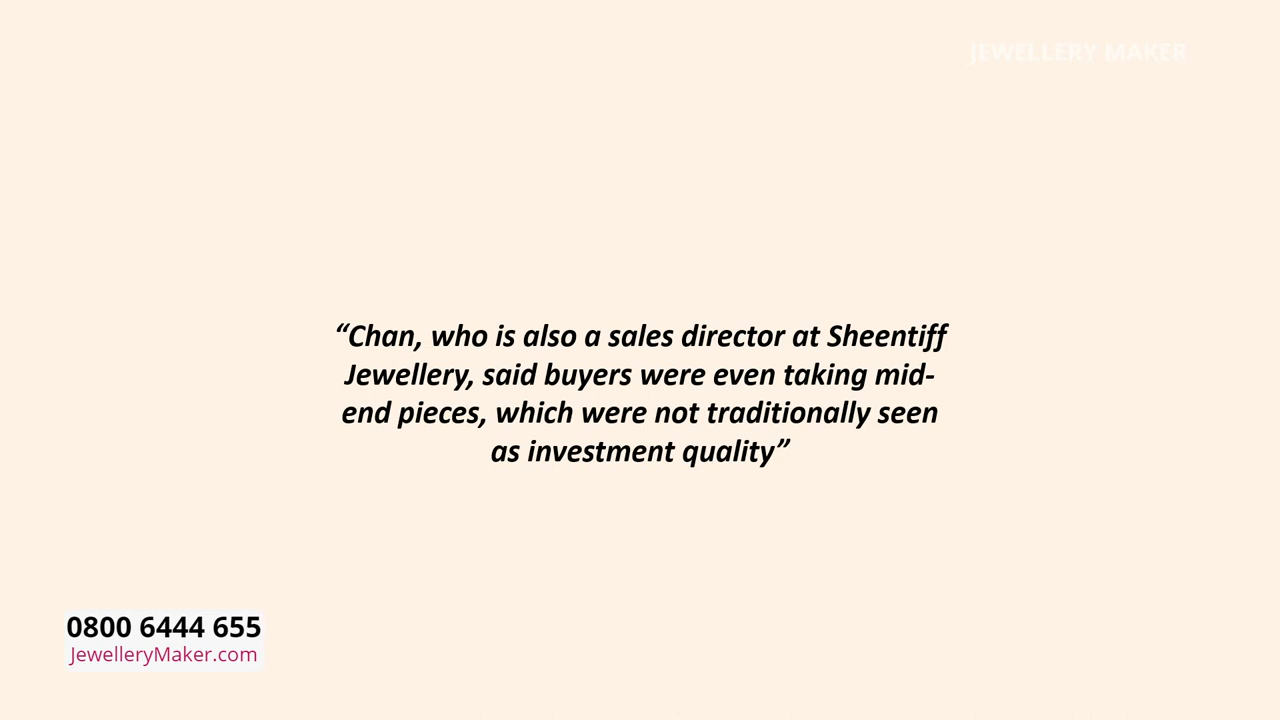 JEWELLERY MAKER
“Chan, who is also a sales director at Sheentiff
Jewellery, said buyers were even taking mid-
end pieces, which were not traditionally seen
as investment quality”
0800 6444 655
JewelleryMaker.com